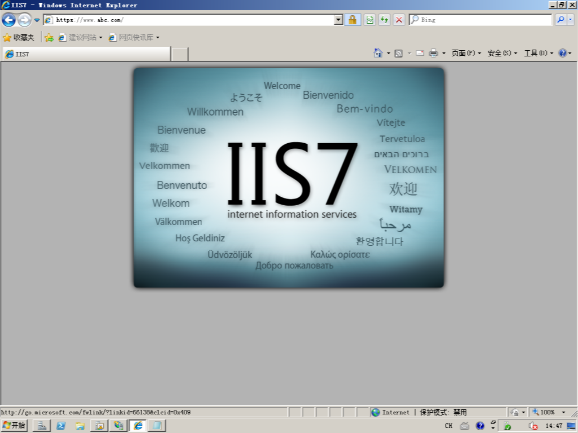 IIS7 - Windows Internet Explorer
https://www.abc.com/
Bing
收藏夹
建议网站
网页快讯库
IIS7
页面(P)
安全(S)
工具(O)
Welcome
ようこそ
Bienvenido
Willkommen
Bem-vindo
Bienvenue
Vítejte
歡迎
Tervetuloa
ברוכים הבאים
Velkommen
VELKOMEN
IIS7
Benvenuto
欢迎
Welkom
Witamy
internet information services
Välkommen
مرحباً
Hoş Geldiniz
환영합니다
Üdvözöljük
Καλώς ορίσατε
Добро пожаловать
http://go.microsoft.com/fwlink/?linkid=66138&clcid=0x409
Internet | 保护模式: 禁用
100%
开始
CH
14:47